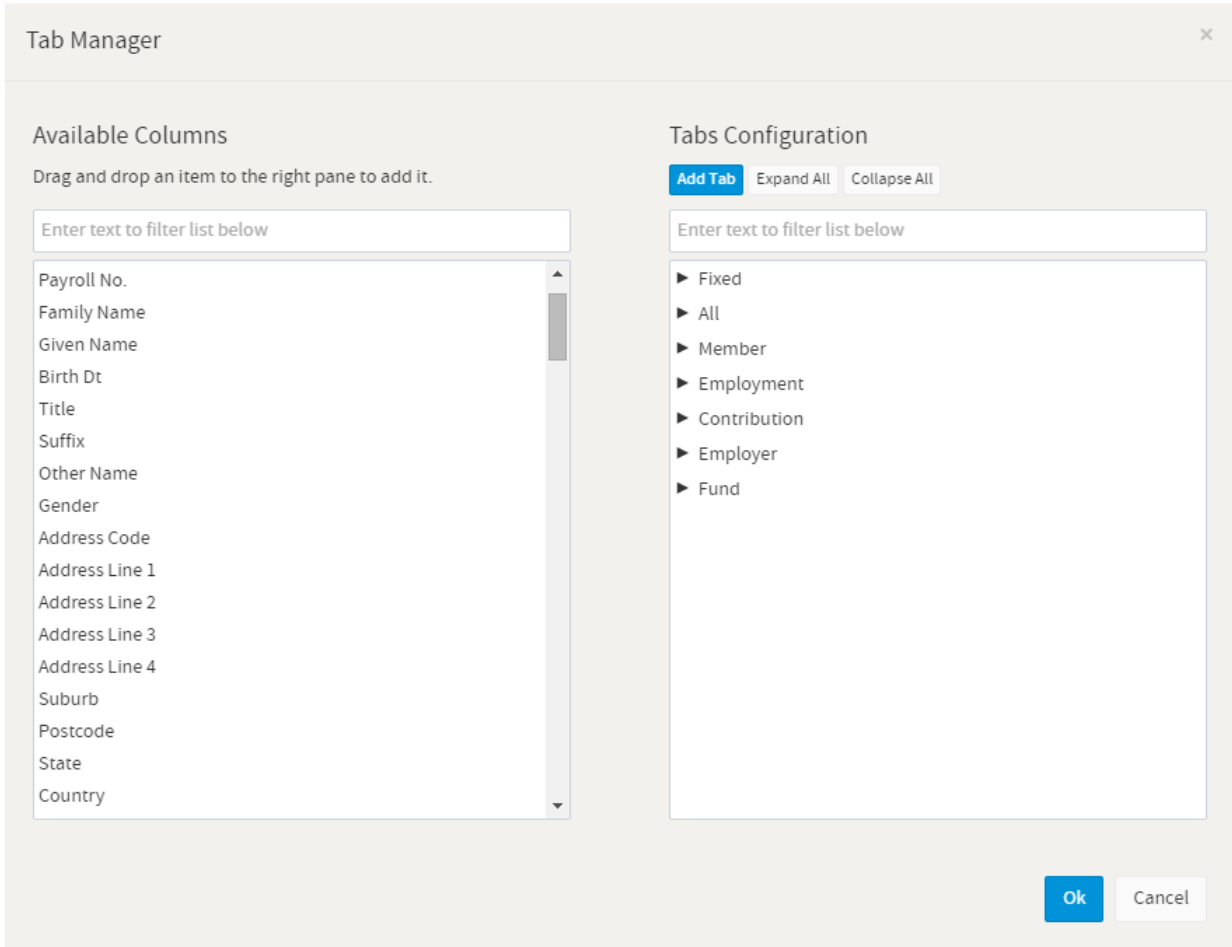 Tab Manager
×
Available Columns
Drag and drop an item to the right pane to add it.
Enter text to filter list below
Payroll No.
Family Name
Given Name
Birth Dt
Title
Suffix
Other Name
Gender
Address Code
Address Line 1
Address Line 2
Address Line 3
Address Line 4
Suburb
Postcode
State
Country
Tabs Configuration
Add Tab Expand All Collapse All
Enter text to filter list below
Fixed
All
Member
Employment
Contribution
Employer
Fund
Ok Cancel